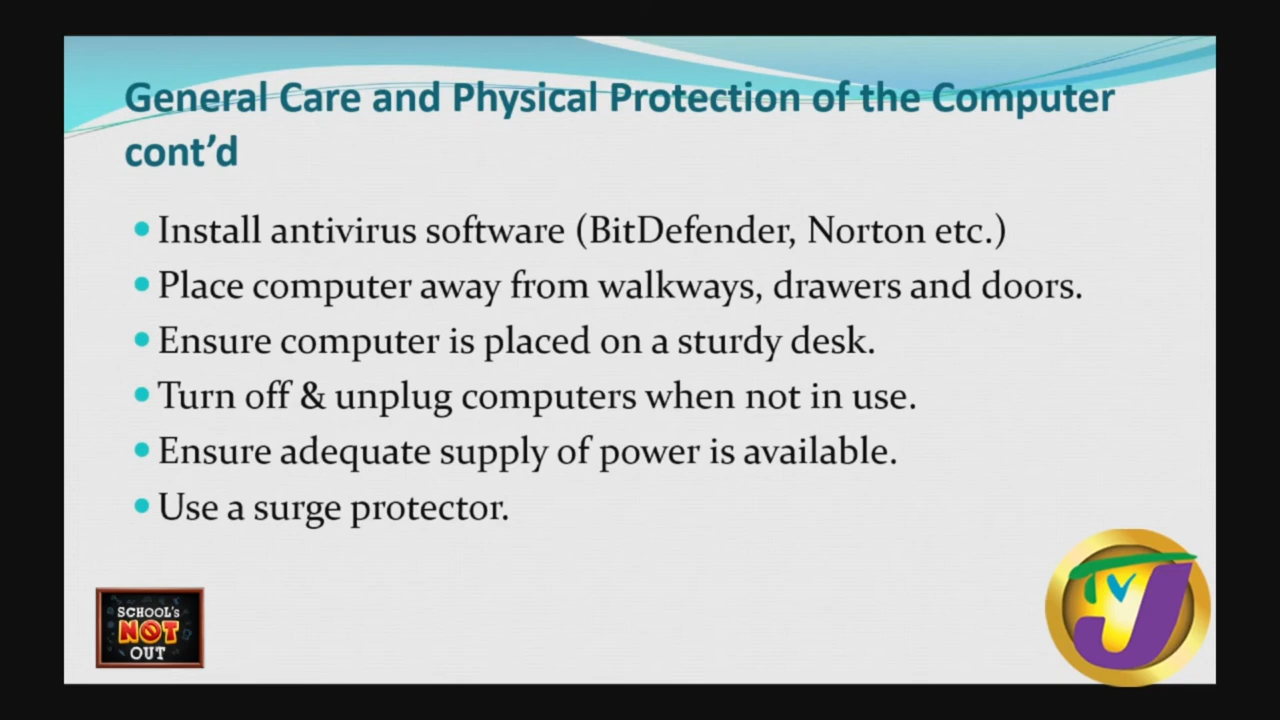 General Care and Physical Protection of the Computer
cont’d
Install antivirus software (BitDefender, Norton etc.)
Place computer away from walkways, drawers and doors.
Ensure computer is placed on a sturdy desk.
Turn off & unplug computers when not in use.
Ensure adequate supply of power is available.
Use a surge protector.
SCHOOL's
NOT
OUT
TVJ